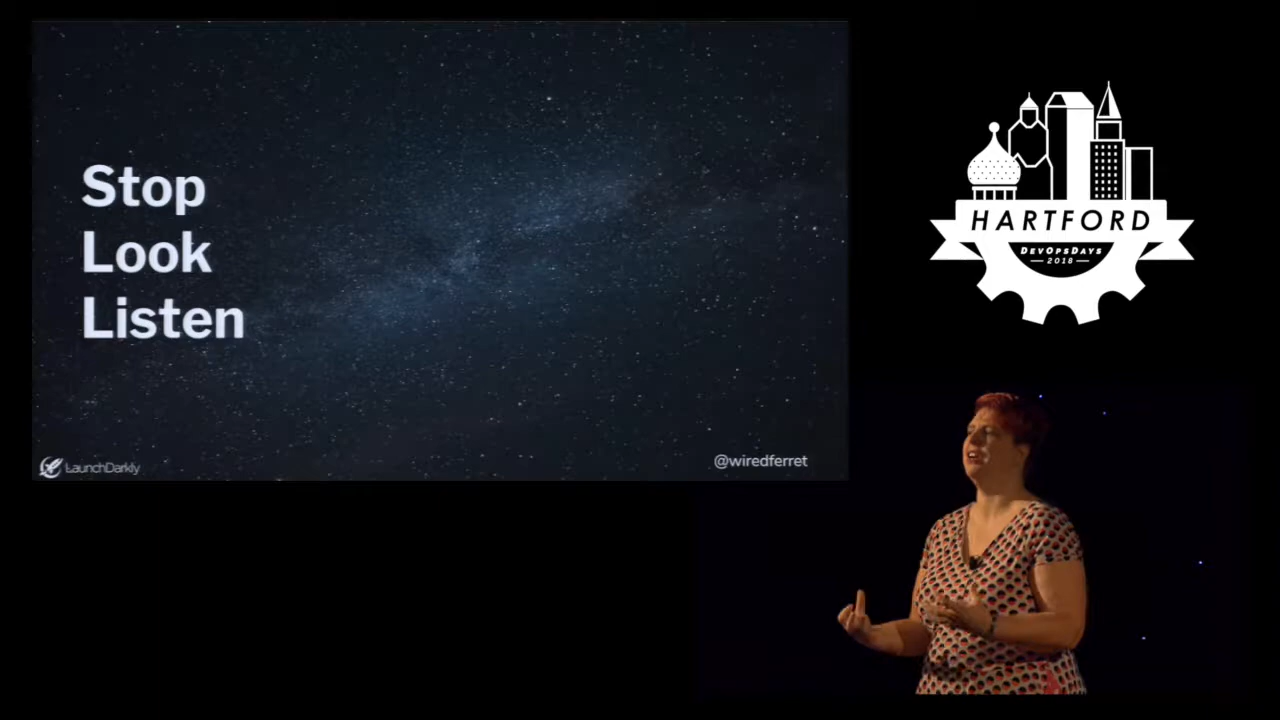 Stop
Look
Listen
LaunchDarkly
@wiredferret
HARTFORD
DEVOPSDAYS
2018